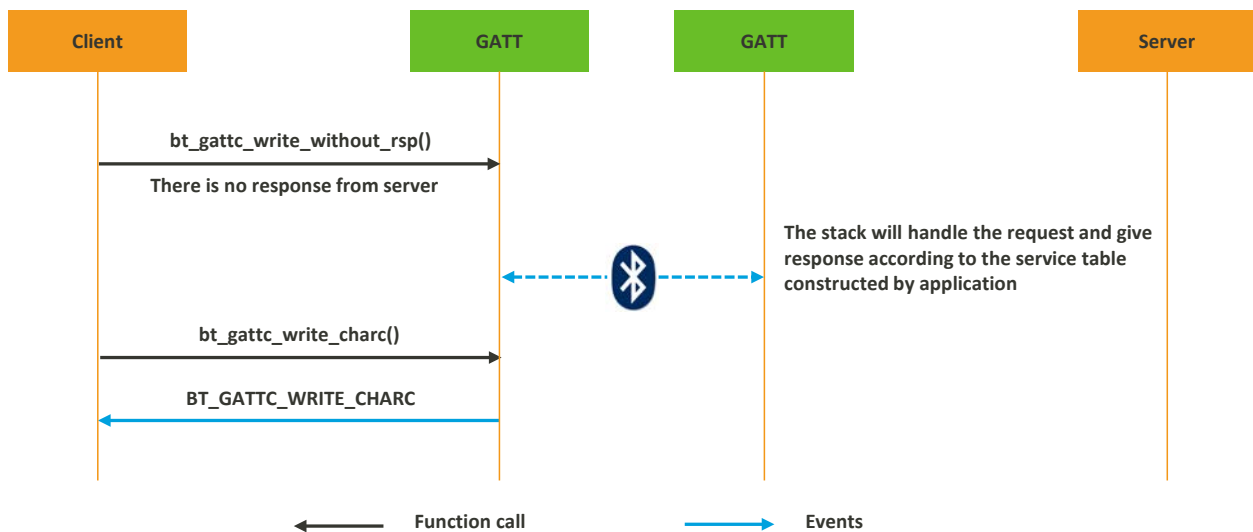 Client
GATT
GATT
Server
bt_gattc_write_without_rsp()
There is no response from server
The stack will handle the request and give
response according to the service table
constructed by application
bt_gattc_write_charc()
BT_GATTC_WRITE_CHARC
Function call
Events